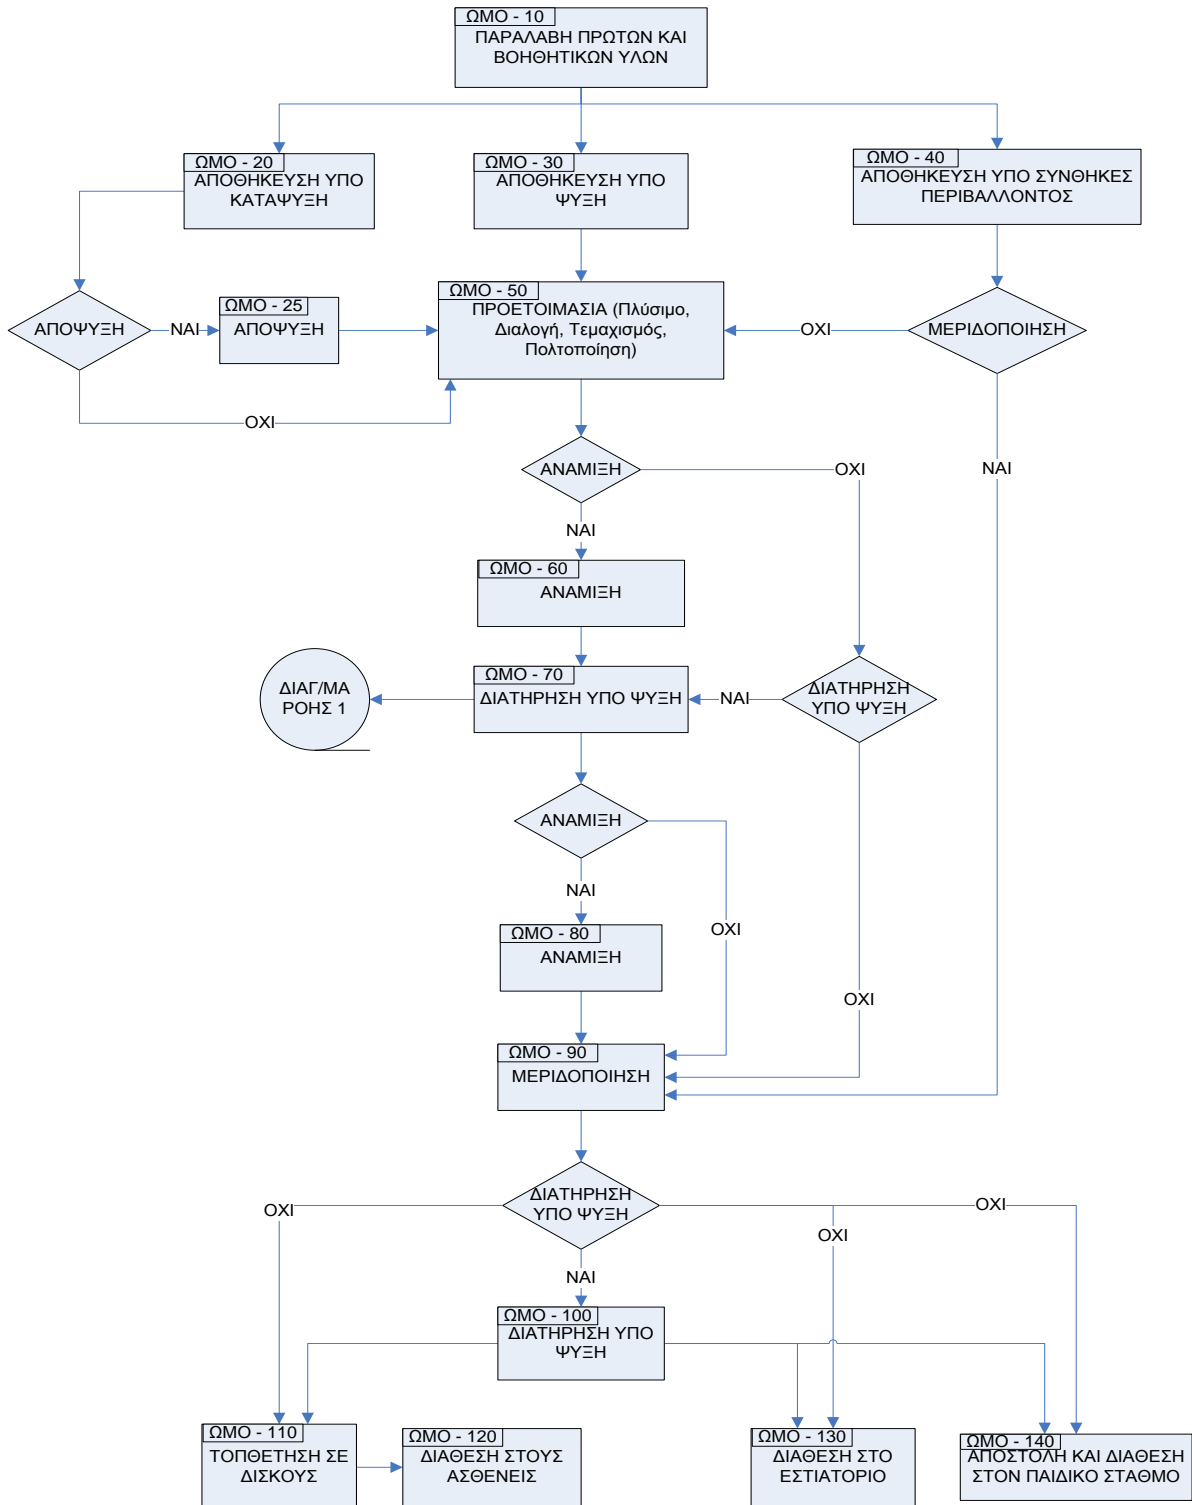 ΩΜΟ - 10
ΠΑΡΑΛΑΒΗ ΠΡΩΤΩΝ ΚΑΙ
ΒΟΗΘΗΤΙΚΩΝ ΥΛΩΝ
ΩΜΟ - 20
ΑΠΟΘΗΚΕΥΣΗ ΥΠΟ
ΚΑΤΑΨΥΞΗ
ΩΜΟ - 30
ΑΠΟΘΗΚΕΥΣΗ ΥΠΟ
ΨΥΞΗ
ΩΜΟ - 40
ΑΠΟΘΗΚΕΥΣΗ ΥΠΟ ΣΥΝΘΗΚΕΣ
ΠΕΡΙΒΑΛΛΟΝΤΟΣ
ΑΠΟΨΥΞΗ
ΝΑΙ
ΩΜΟ - 25
ΑΠΟΨΥΞΗ
ΩΜΟ - 50
ΠΡΟΕΤΟΙΜΑΣΙΑ (Πλύσιμο,
Διαλογή, Τεμαχισμός,
Πολτοποίηση)
ΟΧΙ
ΜΕΡΙΔΟΠΟΙΗΣΗ
ΟΧΙ
ΑΝΑΜΙΞΗ
ΟΧΙ
ΝΑΙ
ΝΑΙ
ΩΜΟ - 60
ΑΝΑΜΙΞΗ
ΔΙΑΓ/ΜΑ
ΡΟΗΣ 1
ΩΜΟ - 70
ΔΙΑΤΗΡΗΣΗ ΥΠΟ ΨΥΞΗ
ΝΑΙ
ΔΙΑΤΗΡΗΣΗ
ΥΠΟ ΨΥΞΗ
ΑΝΑΜΙΞΗ
ΝΑΙ
ΟΧΙ
ΩΜΟ - 80
ΑΝΑΜΙΞΗ
ΟΧΙ
ΩΜΟ - 90
ΜΕΡΙΔΟΠΟΙΗΣΗ
ΔΙΑΤΗΡΗΣΗ
ΥΠΟ ΨΥΞΗ
ΟΧΙ
ΟΧΙ
ΟΧΙ
ΝΑΙ
ΩΜΟ - 100
ΔΙΑΤΗΡΗΣΗ ΥΠΟ
ΨΥΞΗ
ΩΜΟ - 110
ΤΟΠΘΕΤΗΣΗ ΣΕ
ΔΙΣΚΟΥΣ
ΩΜΟ - 120
ΔΙΑΘΕΣΗ ΣΤΟΥΣ
ΑΣΘΕΝΕΙΣ
ΩΜΟ - 130
ΔΙΑΘΕΣΗ ΣΤΟ
ΕΣΤΙΑΤΟΡΙΟ
ΩΜΟ - 140
ΑΠΟΣΤΟΛΗ ΚΑΙ ΔΙΑΘΕΣΗ
ΣΤΟΝ ΠΑΙΔΙΚΟ ΣΤΑΘΜΟ